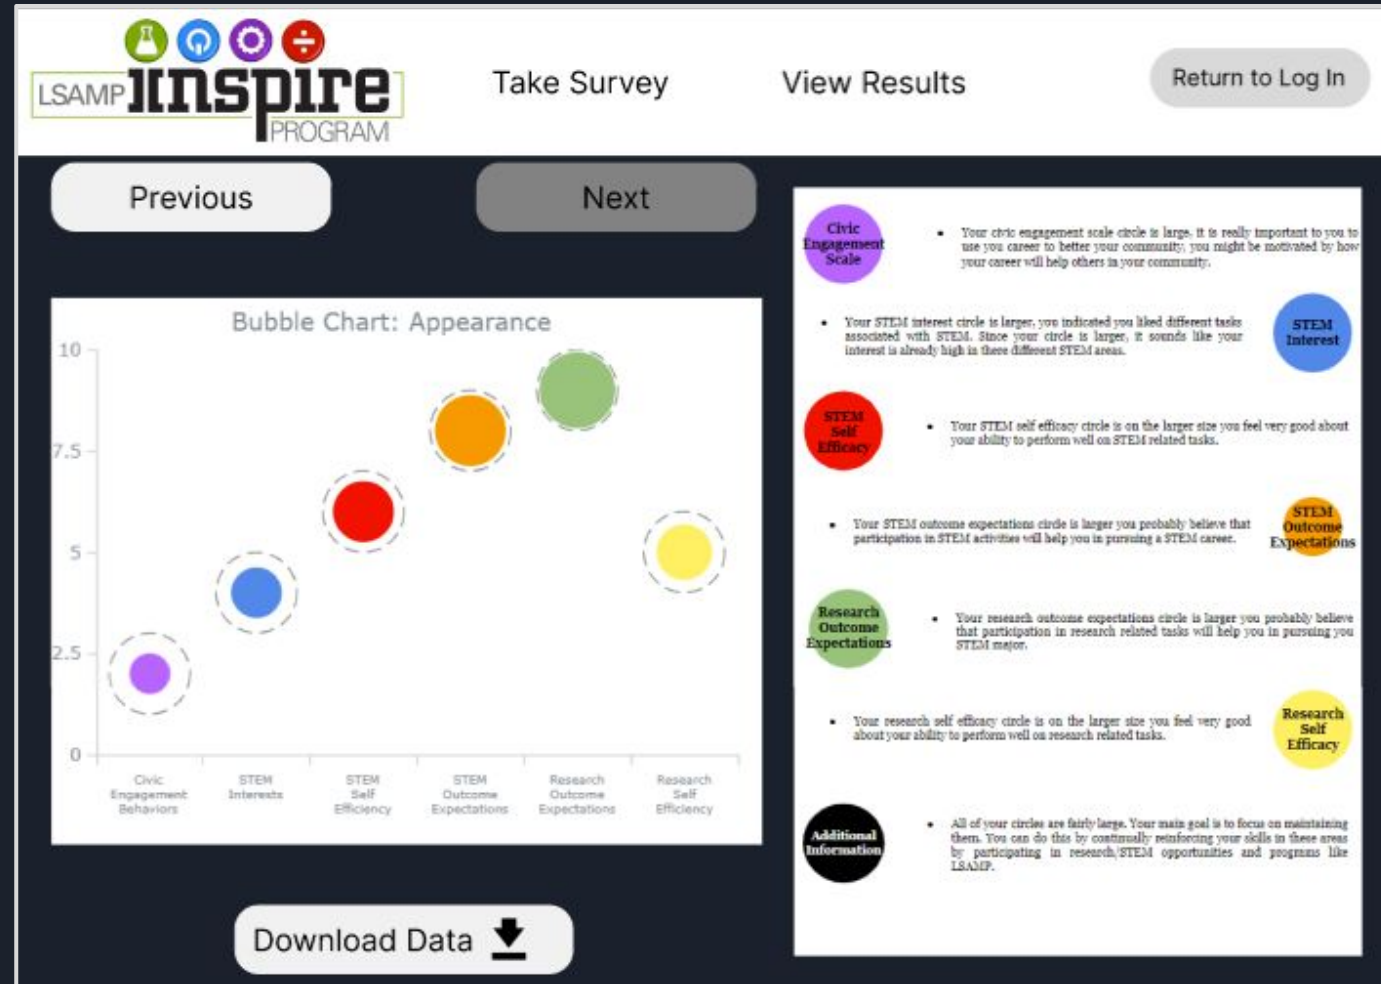 LSAMP IINSPIRE
PROGRAM
Take Survey
View Results
Return to Log In
Previous
Next
Bubble Chart: Appearance
10
7.5
5
2.5
0
Civic
Engagement
Behaviors
STEM
Interests
STEM
Self
Efficiency
STEM
Outcome
Expectations
Research
Outcome
Expectations
Research
Self
Efficiency
Download Data
Civic
Engagement
Scale
• Your civic engagement scale circle is large, it is really important to you to
use you career to better your community, you might be motivated by how
your career will help others in your community.
• Your STEM interest circle is larger, you indicated you liked different tasks
associated with STEM. Since your circle is larger, it sounds like your
interest is already high in there different STEM areas.
STEM
Interest
STEM
Self
Efficacy
• Your STEM self efficacy circle is on the larger size you feel very good about
your ability to perform well on STEM related tasks.
• Your STEM outcome expectations circle is larger you probably believe that
participation in STEM activities will help you in pursuing a STEM career.
STEM
Outcome
Expectations
Research
Outcome
Expectations
• Your research outcome expectations circle is larger you probably believe
that participation in research related tasks will help you in pursuing you
STEM major.
• Your research self efficacy circle is on the larger size you feel very good
about your ability to perform well on research related tasks.
Research
Self
Efficacy
Additional
Information
• All of your circles are fairly large. Your main goal is to focus on maintaining
them. You can do this by continually reinforcing your skills in these areas
by participating in research/STEM opportunities and programs like
LSAMP.